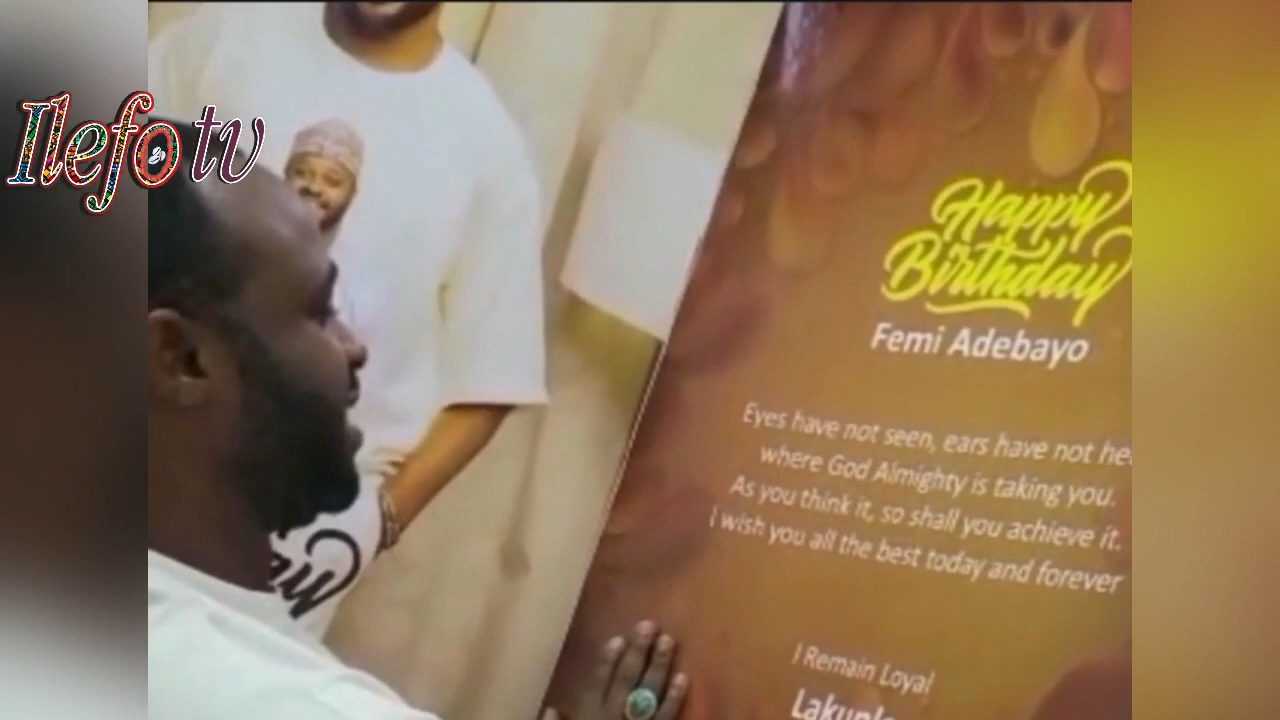 Ilefo tv
Happy
Birthday
Femi Adebayo
Eyes have not seen, ears have not
where God Almighty is taking you.
As you think it, so shall you achieve it.
I wish you all the best today and forever
I Remain Loyal